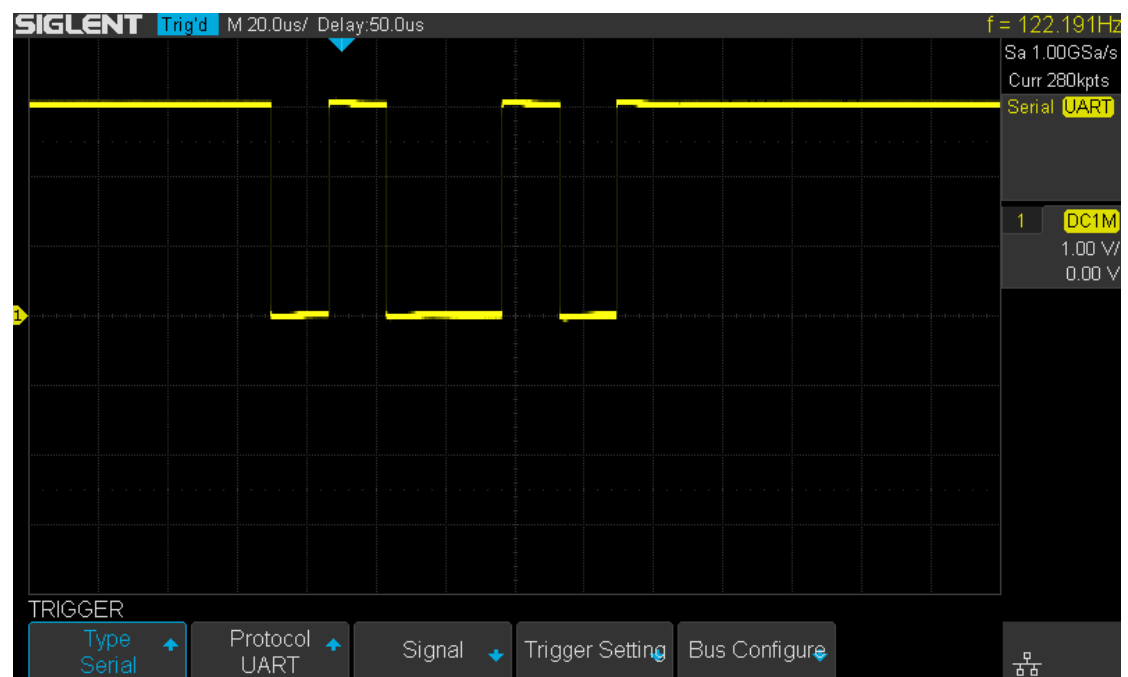 SIGLENT Trig'd M 20.0us/ Delay:50.0us f = 122.191Hz
Sa 1.00GSa/s
Curr 280kpts
Serial UART
1 DC1M
1.00 V/
0.00 V
1
TRIGGER
Type Serial
Protocol UART
Signal
Trigger Setting
Bus Configure